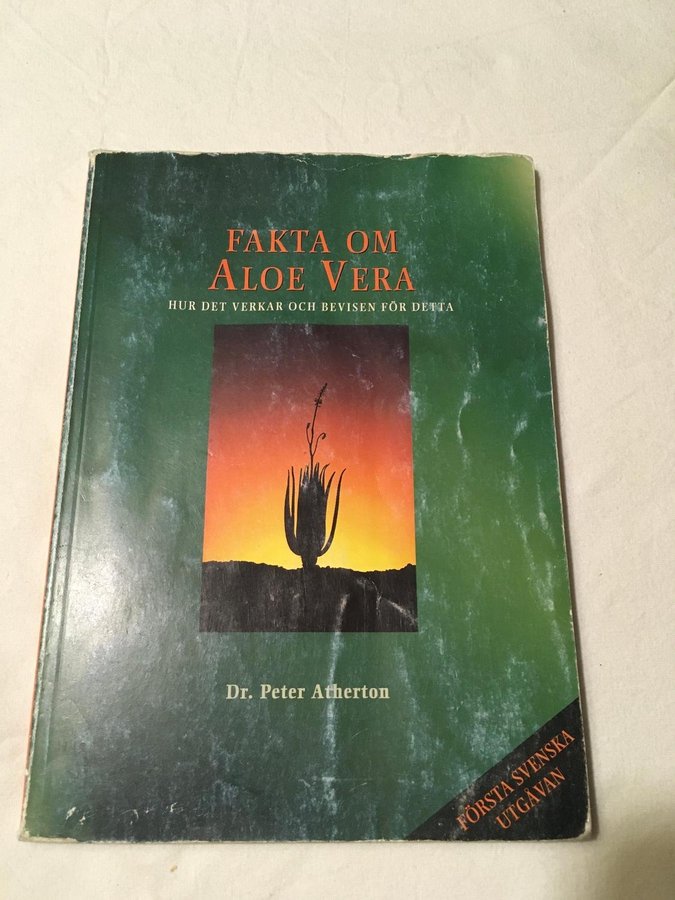 FAKTA OM
ALOE VERA
HUR DET VERKAR OCH BEVISEN FÖR DETTA
Dr. Peter Atherton
FÖRSTA SVENSKA
UTGÅVAN